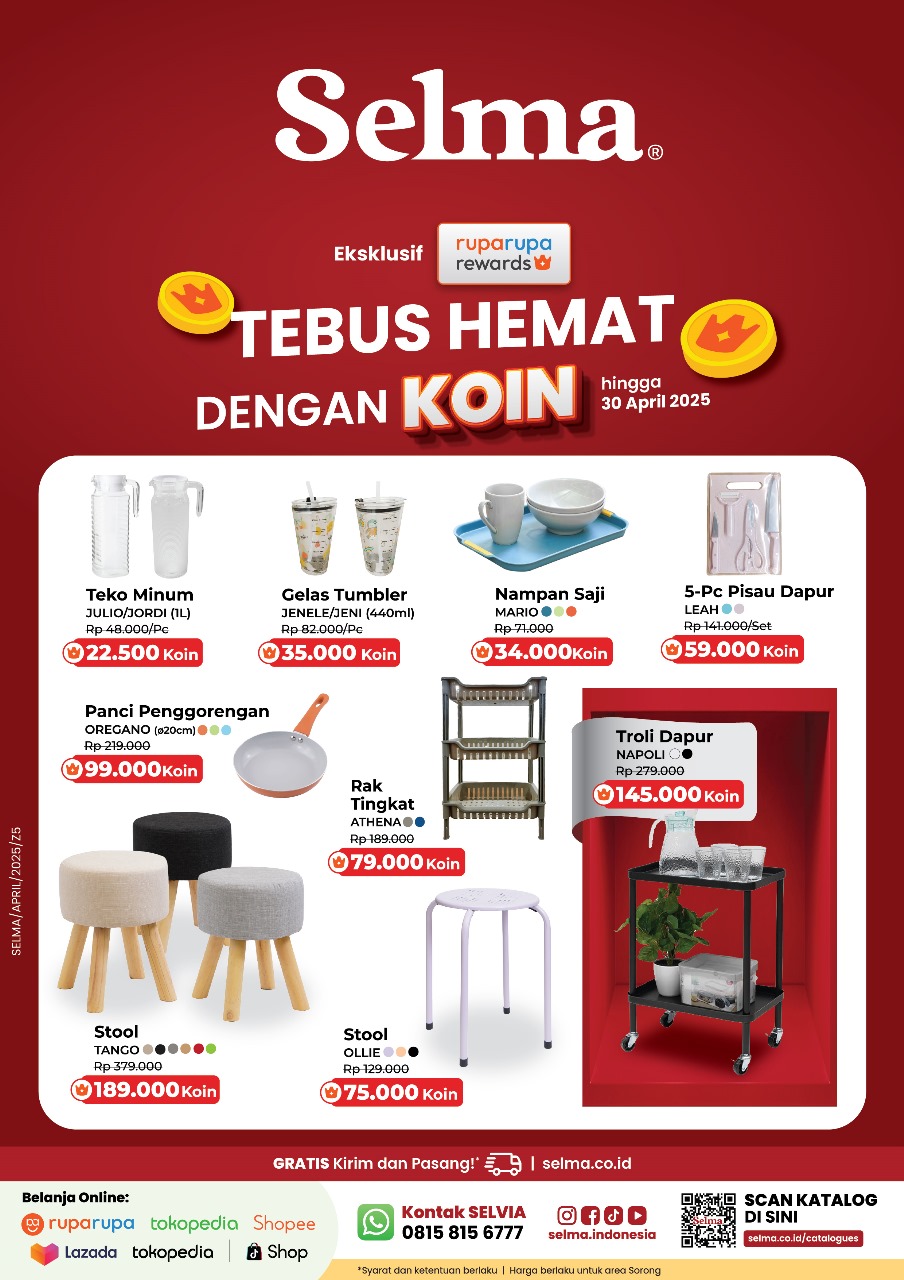 Selma®
Eksklusif ruparupa rewards
TEBUS HEMAT
DENGAN KOIN hingga 30 April 2025
Teko Minum
JULIO/JORDI (1L)
Rp 48.000/Pc
22.500 Koin
Gelas Tumbler
JENELE/JENI (440ml)
Rp 82.000/Pc
35.000 Koin
Nampan Saji
MARIO
Rp 71.000
34.000 Koin
5-Pc Pisau Dapur
LEAH
Rp 141.000/Set
59.000 Koin
Panci Penggorengan
OREGANO (ø20cm)
Rp 219.000
99.000 Koin
Rak
Tingkat
ATHENA
Rp 189.000
79.000 Koin
Troli Dapur
NAPOLI
Rp 279.000
145.000 Koin
Stool
TANGO
Rp 379.000
189.000 Koin
Stool
OLLIE
Rp 129.000
75.000 Koin
SELMA/APRIL/2025/Z5
GRATIS Kirim dan Pasang!* | selma.co.id
Belanja Online:
ruparupa tokopedia Shopee
Lazada tokopedia | Shop
Kontak SELVIA
0815 815 6777
selma.indonesia
Selma
SCAN KATALOG
DI SINI
selma.co.id/catalogues
*Syarat dan ketentuan berlaku | Harga berlaku untuk area Sorong